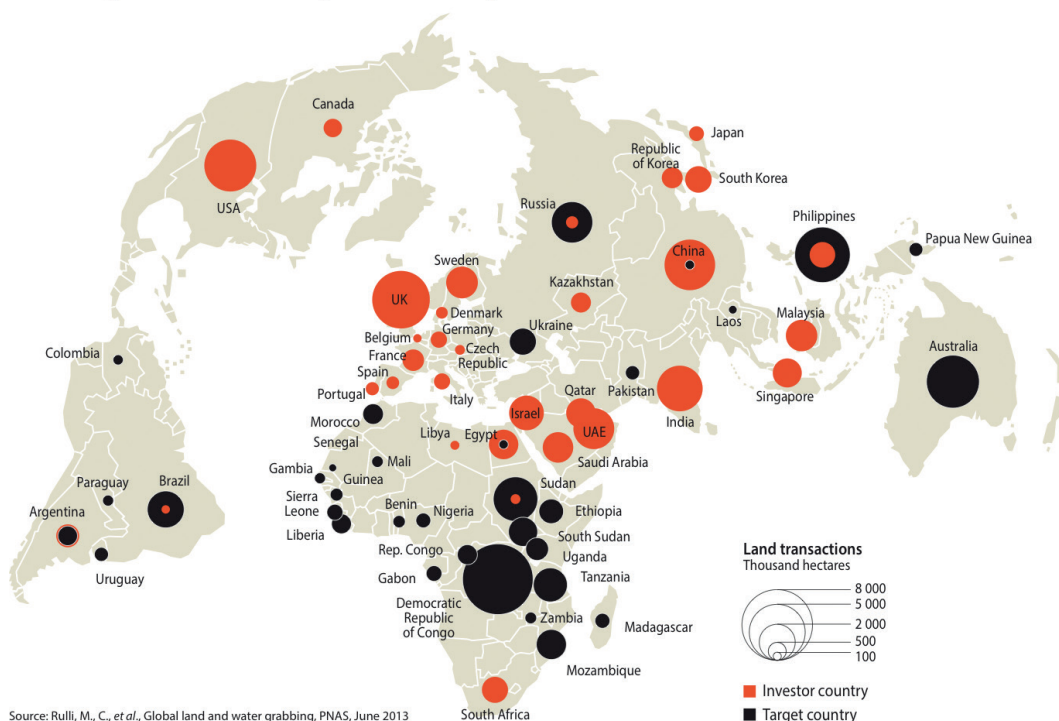 Canada
USA
Japan
Republic
of Korea
South Korea
Russia
Philippines
Papua New Guinea
China
Sweden
Kazakhstan
UK
Denmark
Germany
Ukraine
Laos
Malaysia
Belgium
Czech
Republic
France
Colombia
Spain
Australia
Portugal
Italy
Qatar
Pakistan
Singapore
Morocco
Israel
India
Libya
Egypt
UAE
Senegal
Saudi Arabia
Mali
Gambia
Guinea
Paraguay
Brazil
Sudan
Sierra
Leone
Benin
Nigeria
Ethiopia
Argentina
Liberia
South Sudan
Rep. Congo
Uganda
Uruguay
Gabon
Tanzania
Democratic
Republic
of Congo
Zambia
Madagascar
Mozambique
South Africa
Land transactions
Thousand hectares
8 000
5 000
2 000
500
100
Investor country
Target country
Source: Rulli, M., C., et al., Global land and water grabbing, PNAS, June 2013